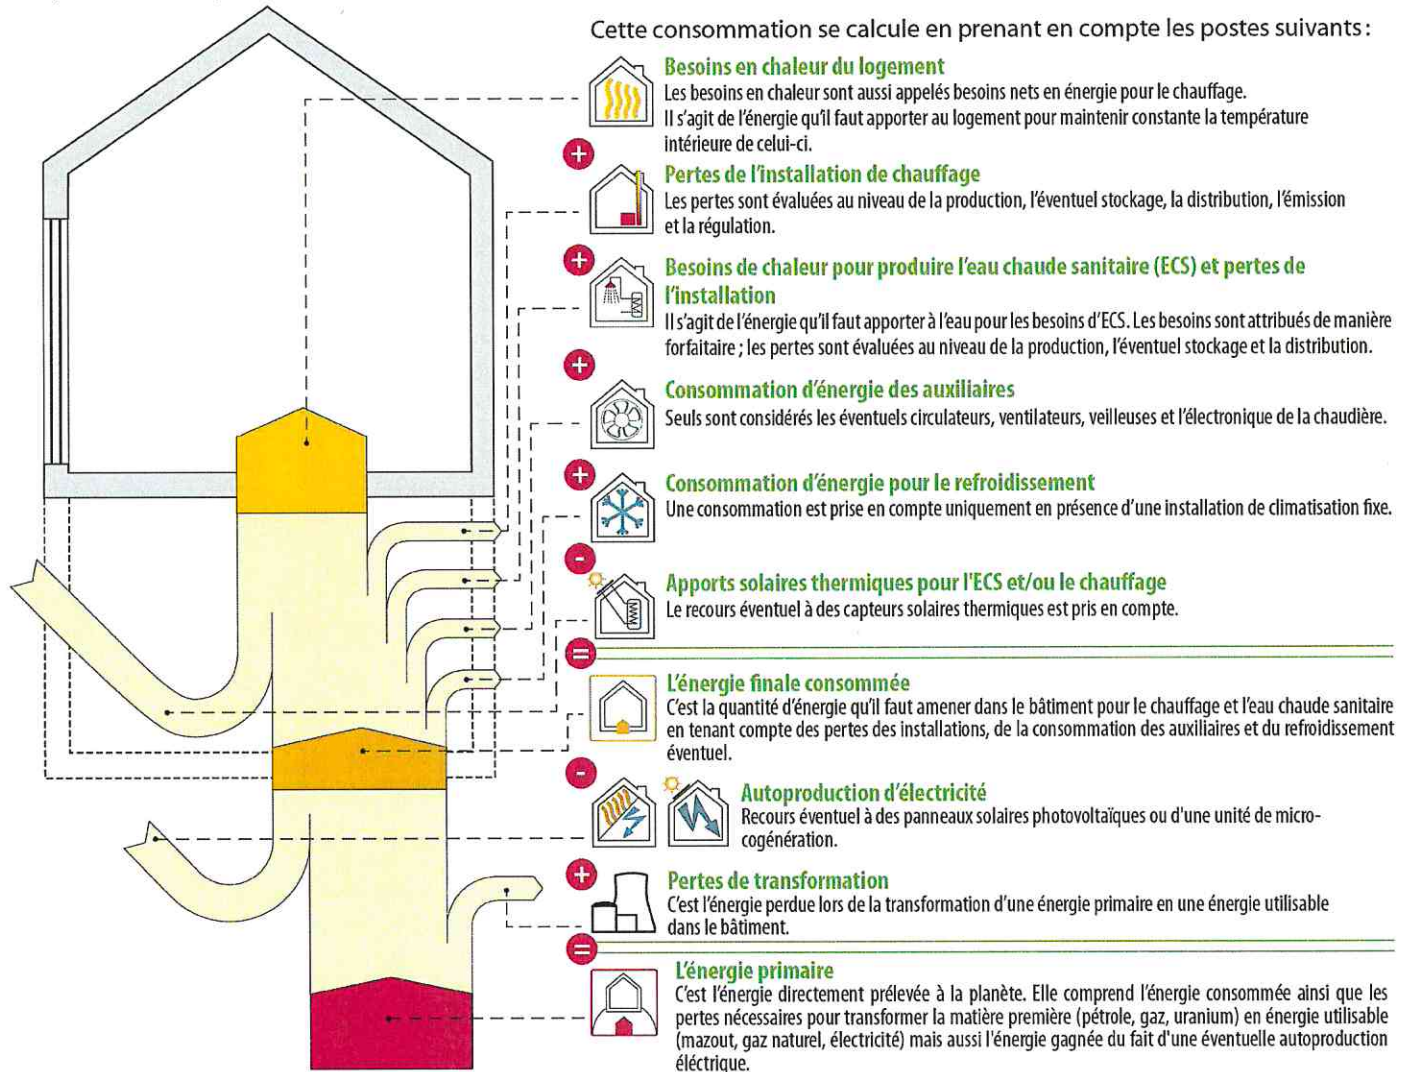 Cette consommation se calcule en prenant en compte les postes suivants :
Besoins en chaleur du logement
Les besoins en chaleur sont aussi appelés besoins nets en énergie pour le chauffage.
Il s'agit de l'énergie qu'il faut apporter au logement pour maintenir constante la température
intérieure de celui-ci.
+
Pertes de l'installation de chauffage
Les pertes sont évaluées au niveau de la production, l'éventuel stockage, la distribution, l'émission
et la régulation.
+
Besoins de chaleur pour produire l'eau chaude sanitaire (ECS) et pertes de
l'installation
Il s'agit de l'énergie qu'il faut apporter à l'eau pour les besoins d'ECS. Les besoins sont attribués de manière
forfaitaire ; les pertes sont évaluées au niveau de la production, l'éventuel stockage et la distribution.
+
Consommation d'énergie des auxiliaires
Seuls sont considérés les éventuels circulateurs, ventilateurs, veilleuses et l'électronique de la chaudière.
+
Consommation d'énergie pour le refroidissement
Une consommation est prise en compte uniquement en présence d'une installation de climatisation fixe.
-
Apports solaires thermiques pour l'ECS et/ou le chauffage
Le recours éventuel à des capteurs solaires thermiques est pris en compte.
=
L'énergie finale consommée
C'est la quantité d'énergie qu'il faut amener dans le bâtiment pour le chauffage et l'eau chaude sanitaire
en tenant compte des pertes des installations, de la consommation des auxiliaires et du refroidissement
éventuel.
-
Autoproduction d'électricité
Recours éventuel à des panneaux solaires photovoltaïques ou d'une unité de micro-
cogénération.
+
Pertes de transformation
C'est l'énergie perdue lors de la transformation d'une énergie primaire en une énergie utilisable
dans le bâtiment.
=
L'énergie primaire
C'est l'énergie directement prélevée à la planète. Elle comprend l'énergie consommée ainsi que les
pertes nécessaires pour transformer la matière première (pétrole, gaz, uranium) en énergie utilisable
(mazout, gaz naturel, électricité) mais aussi l'énergie gagnée du fait d'une éventuelle autoproduction
éléctrique.